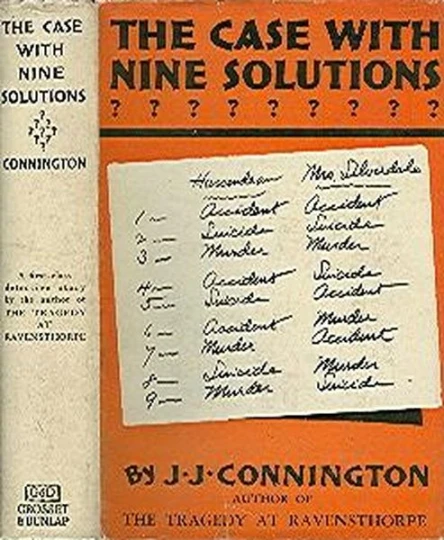 THE CASE
WITH
NINE
SOLUTIONS
?
? ? ?
? ? ? ?
? ?
?
CONNINGTON
A first-class
detective story
by the author of
THE TRAGEDY
AT
RAVENSTHORPE
G&D
GROSSET
& DUNLAP
THE CASE WITH
NINE SOLUTIONS
? ? ? ? ? ? ? ? ?
Hassendean Mrs. Silverdale
1— Accident Accident
2— Suicide Suicide
3— Murder Murder
4— Accident Suicide
5— Suicide Accident
6— Accident Murder
7— Murder Accident
8— Suicide Murder
9— Murder Suicide
BY J·J·CONNINGTON
AUTHOR OF
THE TRAGEDY AT RAVENSTHORPE